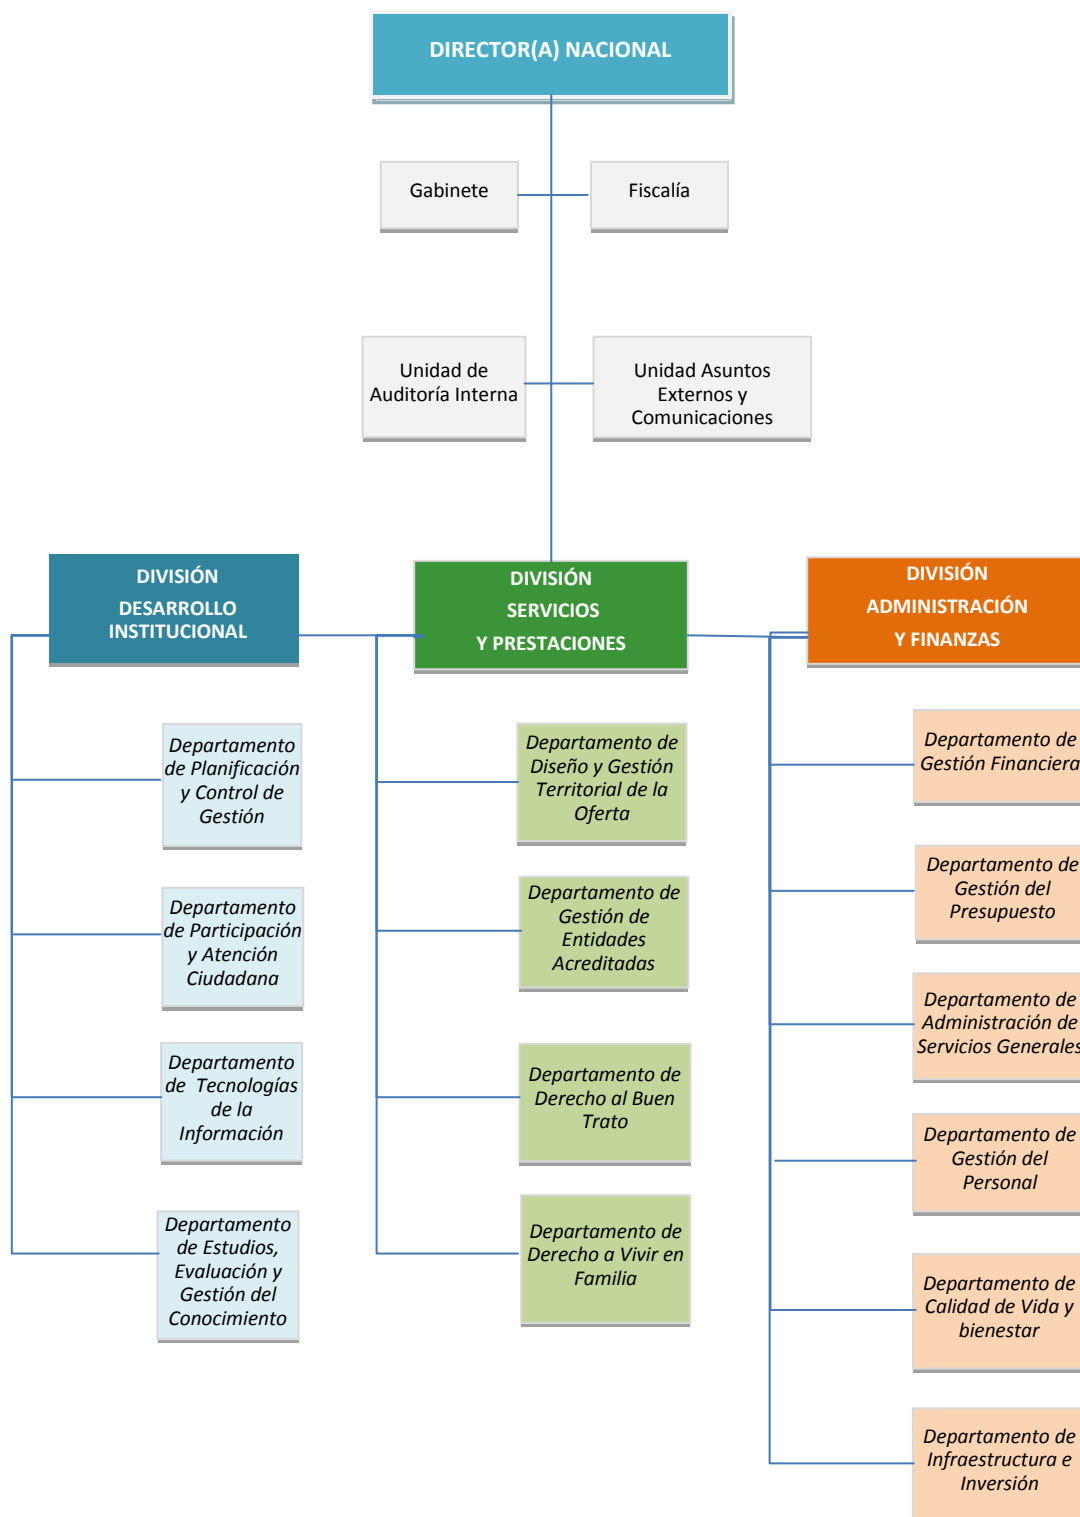 DIRECTOR(A) NACIONAL
Gabinete
Fiscalía
Unidad de
Auditoría Interna
Unidad Asuntos
Externos y
Comunicaciones
DIVISIÓN
DESARROLLO
INSTITUCIONAL
DIVISIÓN
SERVICIOS
Y PRESTACIONES
DIVISIÓN
ADMINISTRACIÓN
Y FINANZAS
Departamento
de Planificación
y Control de
Gestión
Departamento
de Participación
y Atención
Ciudadana
Departamento
de  Tecnologías
de la
Información
Departamento
de Estudios,
Evaluación y
Gestión del
Conocimiento
Departamento de
Diseño y Gestión
Territorial de la
Oferta
Departamento de
Gestión de
Entidades
Acreditadas
Departamento de
Derecho al Buen
Trato
Departamento de
Derecho a Vivir en
Familia
Departamento de
Gestión Financiera
Departamento de
Gestión del
Presupuesto
Departamento de
Administración de
Servicios Generales
Departamento de
Gestión del
Personal
Departamento de
Calidad de Vida y
bienestar
Departamento de
Infraestructura e
Inversión